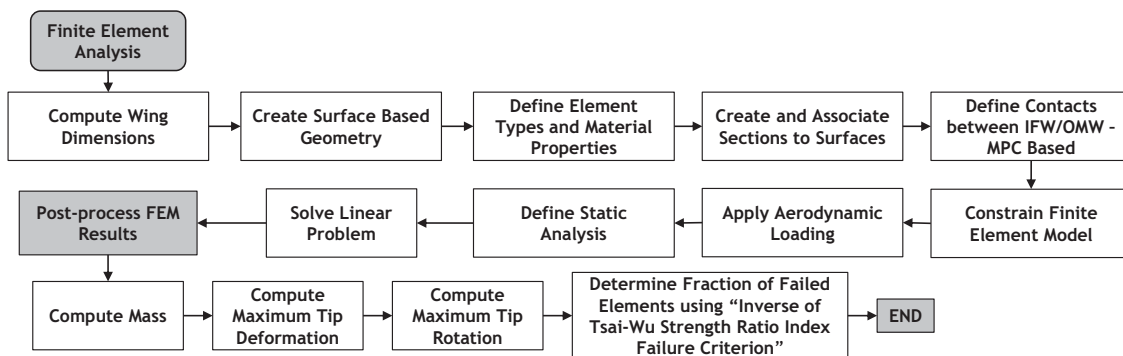 Finite Element
Analysis
Compute Wing
Dimensions
Create Surface Based
Geometry
Define Element
Types and Material
Properties
Create and Associate
Sections to Surfaces
Define Contacts
between IFW/OMW –
MPC Based
Constrain Finite
Element Model
Apply Aerodynamic
Loading
Define Static
Analysis
Solve Linear
Problem
Post-process FEM
Results
Compute Mass
Compute
Maximum Tip
Deformation
Compute
Maximum Tip
Rotation
Determine Fraction of Failed
Elements using “Inverse of
Tsai-Wu Strength Ratio Index
Failure Criterion”
END